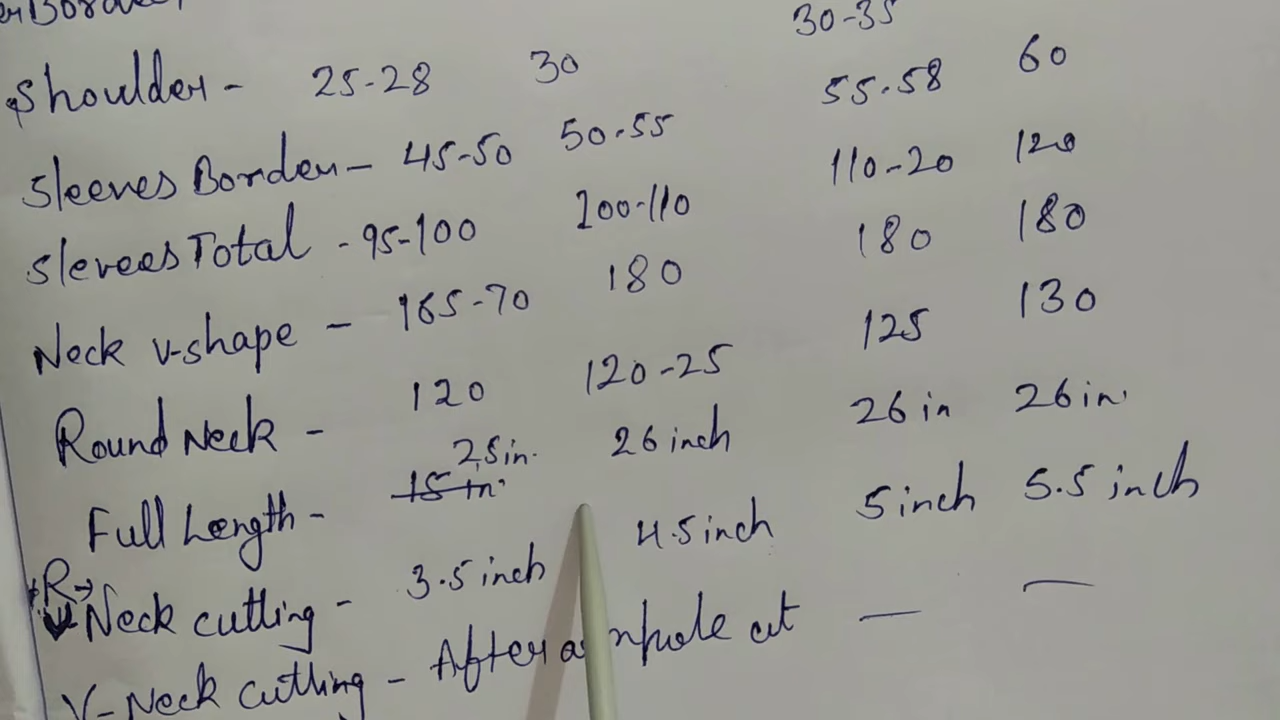 Border
30-35
Shoulder - 25-28 30 55-58 60
Sleeves Border - 45-50 50-55 110-20 120
Slevees Total - 95-100 100-110 180 180
Neck v-shape - 165-70 180 125 130
Round Neck - 120 120-25 26 in 26 in.
Full Length - 15 in. 25 in. 26 inch 5 inch 5.5 inch
R → Neck cutting - 3.5 inch 4.5 inch — —
V-Neck cutting - After cut